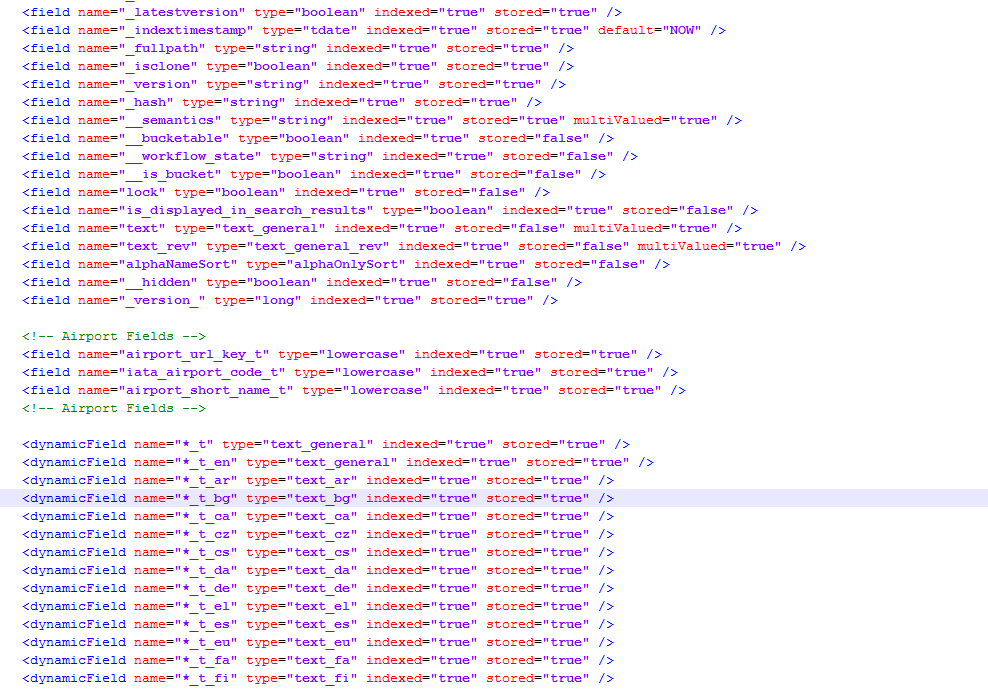 <field name="_latestversion" type="boolean" indexed="true" stored="true" />
<field name="_indextimestamp" type="tdate" indexed="true" stored="true" default="NOW" />
<field name="_fullpath" type="string" indexed="true" stored="true" />
<field name="_isclone" type="boolean" indexed="true" stored="true" />
<field name="_version" type="string" indexed="true" stored="true" />
<field name="_hash" type="string" indexed="true" stored="true" />
<field name="__semantics" type="string" indexed="true" stored="true" multiValued="true" />
<field name="__bucketable" type="boolean" indexed="true" stored="false" />
<field name="__workflow_state" type="string" indexed="true" stored="false" />
<field name="__is_bucket" type="boolean" indexed="true" stored="false" />
<field name="lock" type="boolean" indexed="true" stored="false" />
<field name="is_displayed_in_search_results" type="boolean" indexed="true" stored="false" />
<field name="text" type="text_general" indexed="true" stored="false" multiValued="true" />
<field name="text_rev" type="text_general_rev" indexed="true" stored="false" multiValued="true" />
<field name="alphaNameSort" type="alphaOnlySort" indexed="true" stored="false" />
<field name="__hidden" type="boolean" indexed="true" stored="false" />
<field name="_version_" type="long" indexed="true" stored="true" />
<!-- Airport Fields -->
<field name="airport_url_key_t" type="lowercase" indexed="true" stored="true" />
<field name="iata_airport_code_t" type="lowercase" indexed="true" stored="true" />
<field name="airport_short_name_t" type="lowercase" indexed="true" stored="true" />
<!-- Airport Fields -->
<dynamicField name="*_t" type="text_general" indexed="true" stored="true" />
<dynamicField name="*_t_en" type="text_general" indexed="true" stored="true" />
<dynamicField name="*_t_ar" type="text_ar" indexed="true" stored="true" />
<dynamicField name="*_t_bg" type="text_bg" indexed="true" stored="true" />
<dynamicField name="*_t_ca" type="text_ca" indexed="true" stored="true" />
<dynamicField name="*_t_cz" type="text_cz" indexed="true" stored="true" />
<dynamicField name="*_t_cs" type="text_cs" indexed="true" stored="true" />
<dynamicField name="*_t_da" type="text_da" indexed="true" stored="true" />
<dynamicField name="*_t_de" type="text_de" indexed="true" stored="true" />
<dynamicField name="*_t_el" type="text_el" indexed="true" stored="true" />
<dynamicField name="*_t_es" type="text_es" indexed="true" stored="true" />
<dynamicField name="*_t_eu" type="text_eu" indexed="true" stored="true" />
<dynamicField name="*_t_fa" type="text_fa" indexed="true" stored="true" />
<dynamicField name="*_t_fi" type="text_fi" indexed="true" stored="true" />